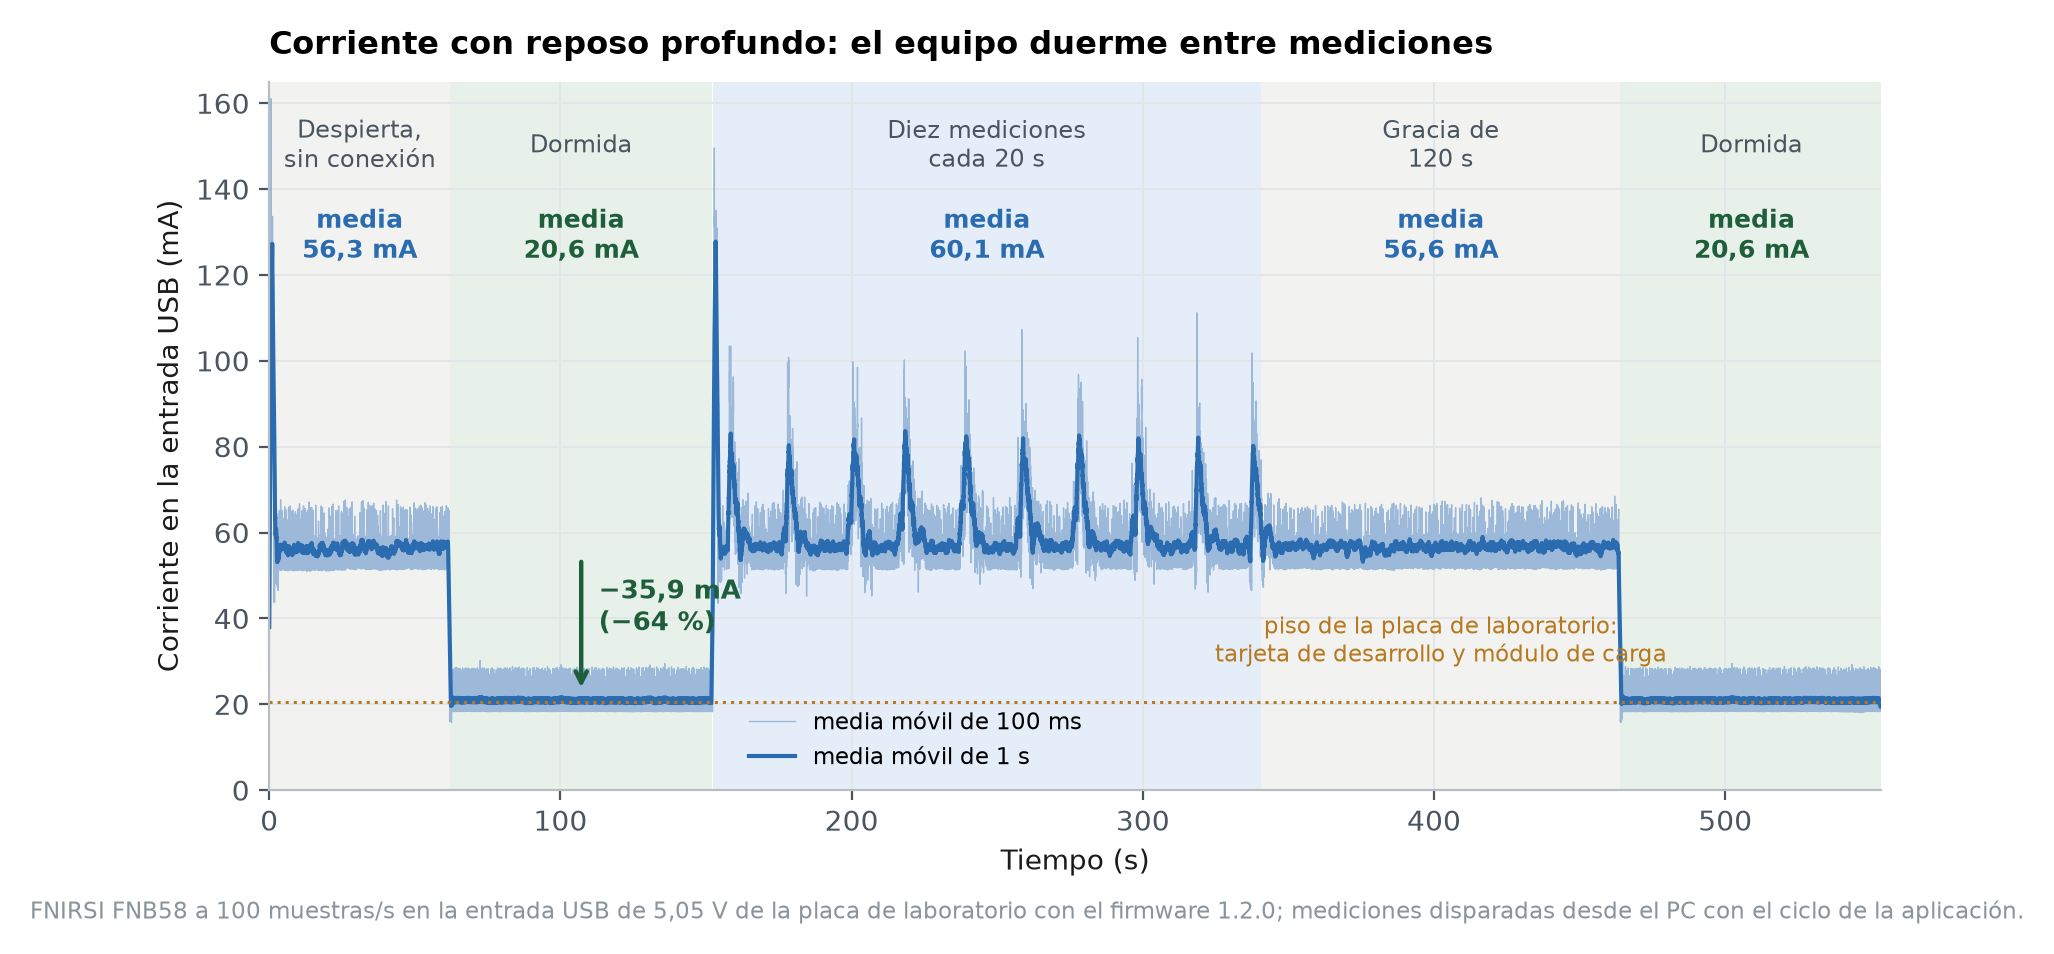 Corriente con reposo profundo: el equipo duerme entre mediciones
Corriente en la entrada USB (mA)
160
140
120
100
80
60
40
20
0
Despierta,
sin conexión
media
56,3 mA
Dormida
media
20,6 mA
Diez mediciones
cada 20 s
media
60,1 mA
Gracia de
120 s
media
56,6 mA
Dormida
media
20,6 mA
−35,9 mA
(−64 %)
piso de la placa de laboratorio:
tarjeta de desarrollo y módulo de carga
media móvil de 100 ms
media móvil de 1 s
0
100
200
300
400
500
Tiempo (s)
FNIRSI FNB58 a 100 muestras/s en la entrada USB de 5,05 V de la placa de laboratorio con el firmware 1.2.0; mediciones disparadas desde el PC con el ciclo de la aplicación.